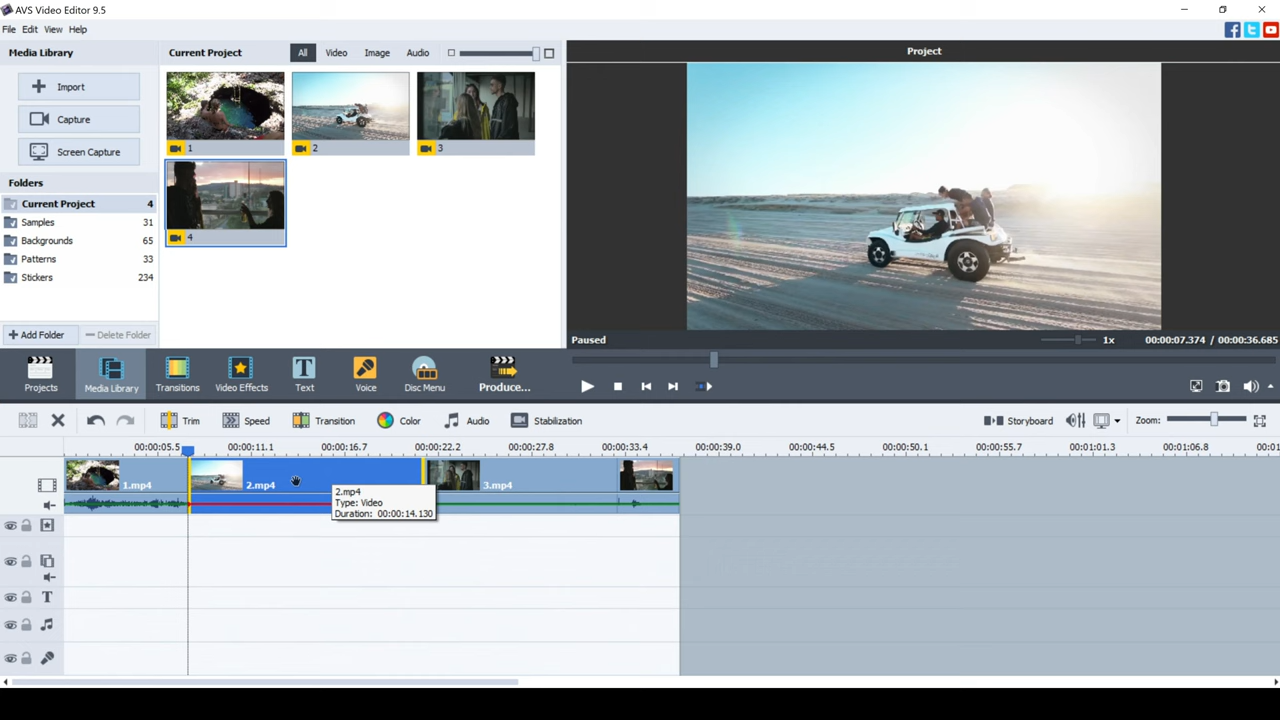 AVS Video Editor 9.5
File Edit View Help
Media Library
Current Project
All Video Image Audio
Project
Import
Capture
Screen Capture
1
2
3
4
Folders
Current Project 4
Samples 31
Backgrounds 65
Patterns 33
Stickers 234
Add Folder
Delete Folder
Paused
1x
00:00:07.374 / 00:00:36.685
Projects
Media Library
Transitions
Video Effects
Text
Voice
Disc Menu
Produce...
Trim
Speed
Transition
Color
Audio
Stabilization
Storyboard
Zoom:
00:00:05.5 00:00:11.1 00:00:16.7 00:00:22.2 00:00:27.8 00:00:33.4 00:00:39.0 00:00:44.5 00:00:50.1 00:00:55.7 00:01:01.3 00:01:06.8 00:01
1.mp4
2.mp4
3.mp4
2.mp4
Type: Video
Duration: 00:00:14.130
T